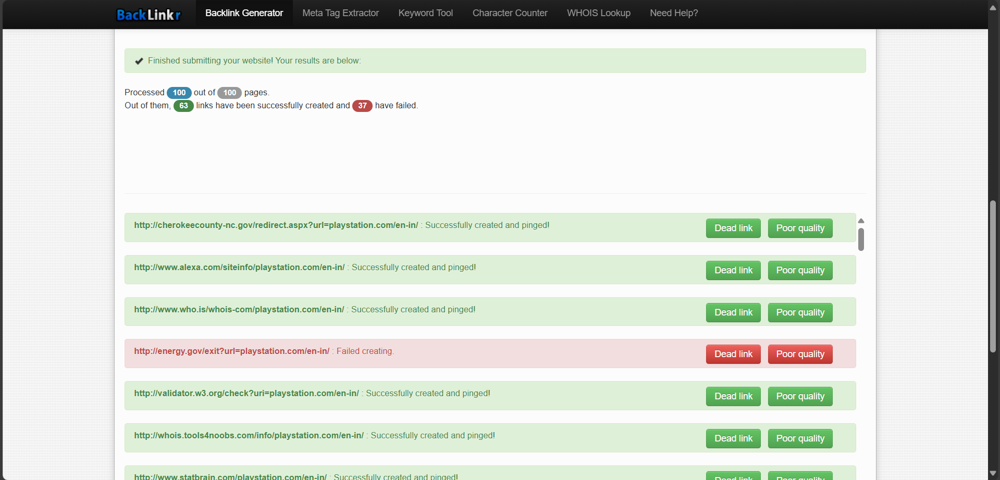 BackLinkr Backlink Generator Meta Tag Extractor Keyword Tool Character Counter WHOIS Lookup Need Help?
Finished submitting your website! Your results are below:
Processed 100 out of 100 pages.
Out of them, 63 links have been successfully created and 37 have failed.
http://cherokeecounty-nc.gov/redirect.aspx?url=playstation.com/en-in/ : Successfully created and pinged! Dead link Poor quality
http://www.alexa.com/siteinfo/playstation.com/en-in/ : Successfully created and pinged! Dead link Poor quality
http://www.who.is/whois-com/playstation.com/en-in/ : Successfully created and pinged! Dead link Poor quality
http://energy.gov/exit?url=playstation.com/en-in/ : Failed creating. Dead link Poor quality
http://validator.w3.org/check?uri=playstation.com/en-in/ : Successfully created and pinged! Dead link Poor quality
http://whois.tools4noobs.com/info/playstation.com/en-in/ : Successfully created and pinged! Dead link Poor quality
http://www.statbrain.com/playstation.com/en-in/ : Successfully created and pinged! Dead link Poor quality